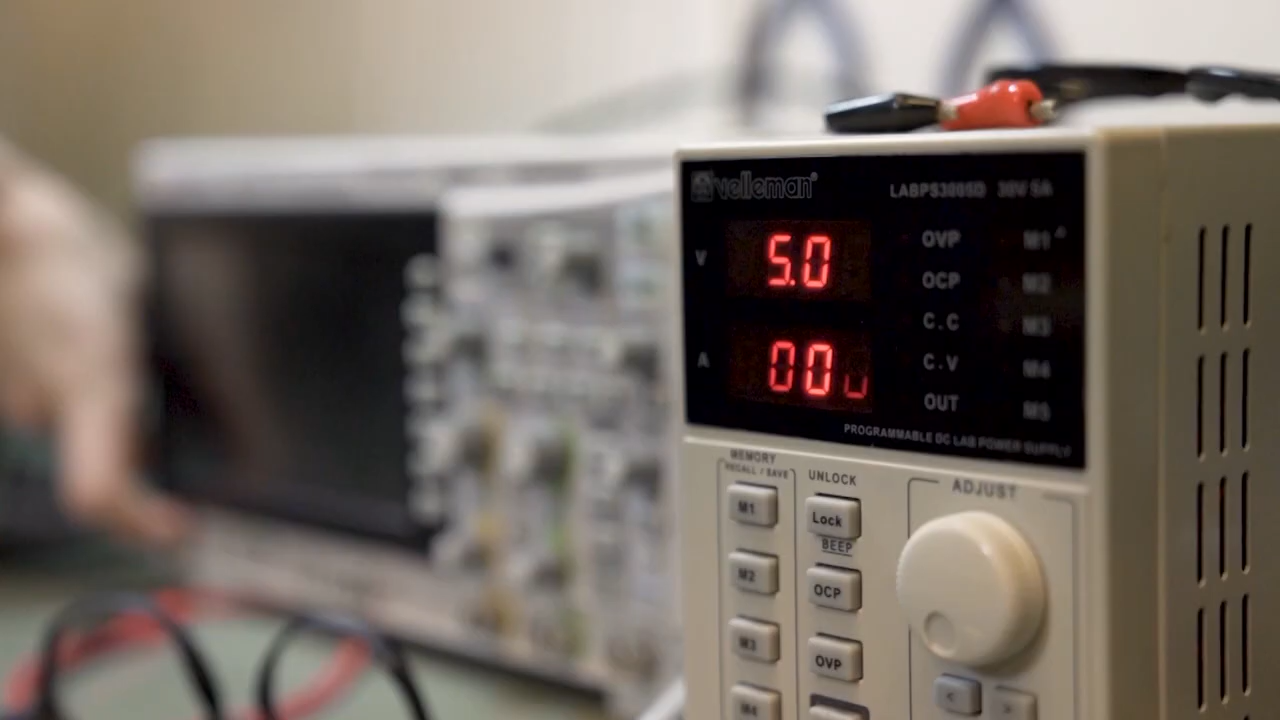 velleman® LABPS3005D 30V 5A
V 5.0
A 00
OVP M1
OCP M2
C.C M3
C.V M4
OUT M5
PROGRAMMABLE DC LAB POWER SUPPLY
MEMORY
RECALL / SAVE
UNLOCK
ADJUST
M1 Lock
BEEP
M2 OCP
M3 OVP
M4
< >